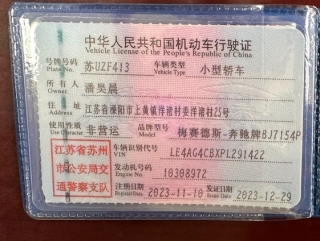 中华人民共和国机动车行驶证
Vehicle License of the People's Republic of China
号牌号码 苏UZF413 车辆类型 小型轿车
Plate No. Vehicle Type
所有人 潘昊晨
Owner
住址 江苏省溧阳市上黄镇洋渚村委洋渚村25号
Address
使用性质 非营运 品牌型号 梅赛德斯-奔驰牌BJ7154P
Use Character Model
江苏省苏州
市公安局交
通警察支队
车辆识别代号 LE4AG4CBXPL291422
VIN
发动机号码 10308972
Engine No.
注册日期 2023-11-10 发证日期 2023-12-29
Register Date Issue Date